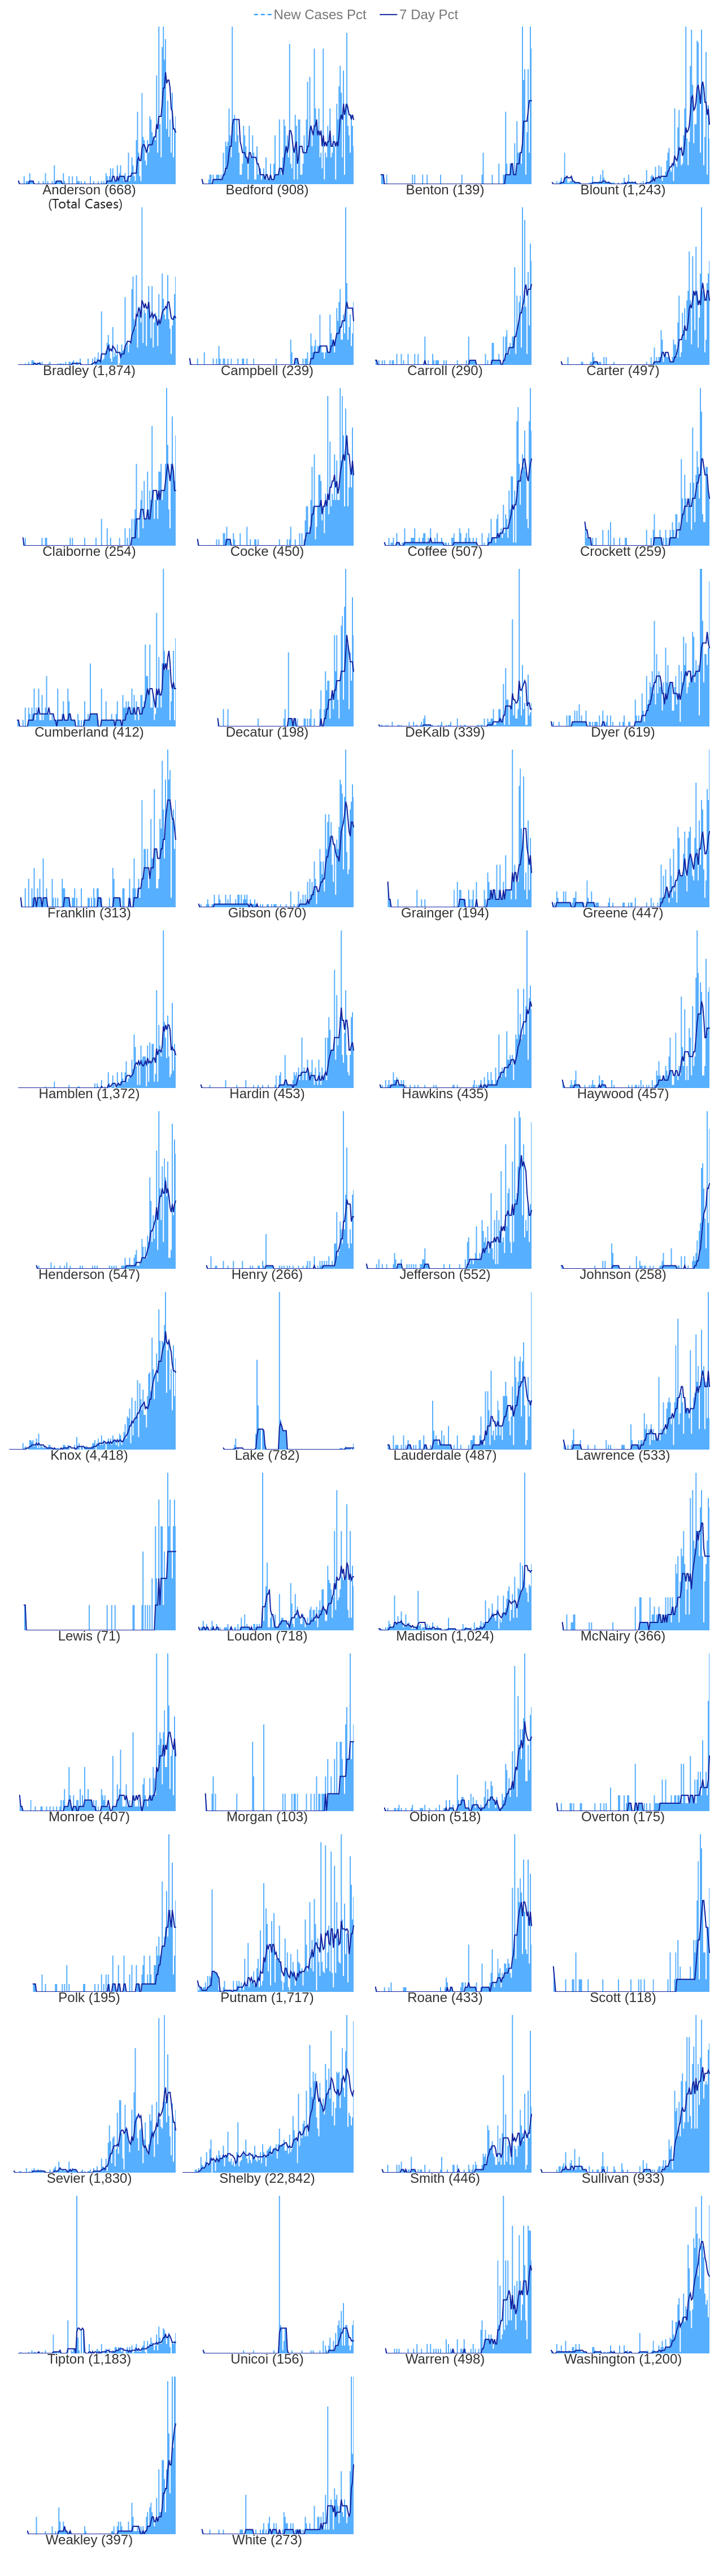 New Cases Pct 7 Day Pct
Anderson (668) Bedford (908) Benton (139) Blount (1,243)
(Total Cases)
Bradley (1,874) Campbell (239) Carroll (290) Carter (497)
Claiborne (254) Cocke (450) Coffee (507) Crockett (259)
Cumberland (412) Decatur (198) DeKalb (339) Dyer (619)
Franklin (313) Gibson (670) Grainger (194) Greene (447)
Hamblen (1,372) Hardin (453) Hawkins (435) Haywood (457)
Henderson (547) Henry (266) Jefferson (552) Johnson (258)
Knox (4,418) Lake (782) Lauderdale (487) Lawrence (533)
Lewis (71) Loudon (718) Madison (1,024) McNairy (366)
Monroe (407) Morgan (103) Obion (518) Overton (175)
Polk (195) Putnam (1,717) Roane (433) Scott (118)
Sevier (1,830) Shelby (22,842) Smith (446) Sullivan (933)
Tipton (1,183) Unicoi (156) Warren (498) Washington (1,200)
Weakley (397) White (273)